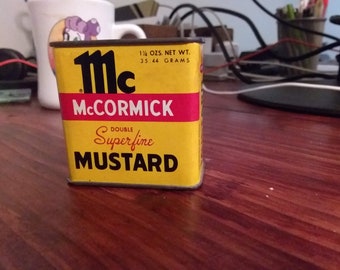 Mc
1¼ OZS. NET WT.
35.44 GRAMS
McCORMICK
DOUBLE
Superfine
MUSTARD